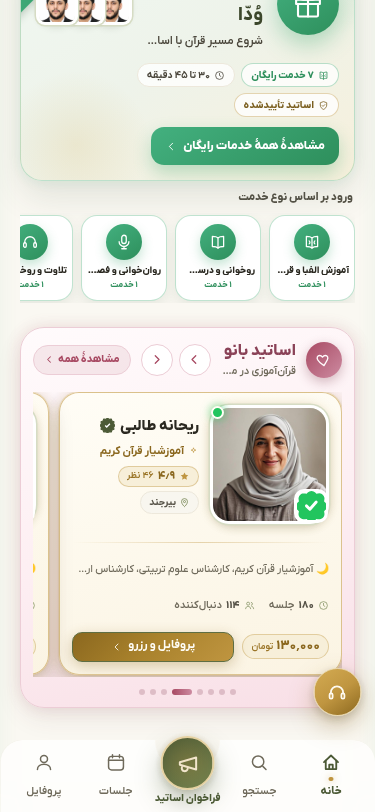 وُدّا
شروع مسیر قرآن با اسا...
۷ خدمت رایگان
۳۰ تا ۴۵ دقیقه
اساتید تأییدشده
مشاهدهٔ همهٔ خدمات رایگان
ورود بر اساس نوع خدمت
آموزش الفبا و قر...
۱ خدمت
روخوانی و درسـ...
۱ خدمت
روان‌خوانی و فصـ...
۱ خدمت
تلاوت و روخ
۱ خدمت
اساتید بانو
قرآن‌آموزی در مـ...
مشاهدهٔ همه
ریحانه طالبی
آموزشیار قرآن کریم
۴/۹ ۴۶ نظر
بیرجند
🌙 آموزشیار قرآن کریم، کارشناس علوم تربیتی، کارشناس ار...
۱۸۰ جلسه
۱۱۴ دنبال‌کننده
۱۳۰,۰۰۰ تومان
پروفایل و رزرو
خانه
جستجو
فراخوان اساتید
جلسات
پروفایل